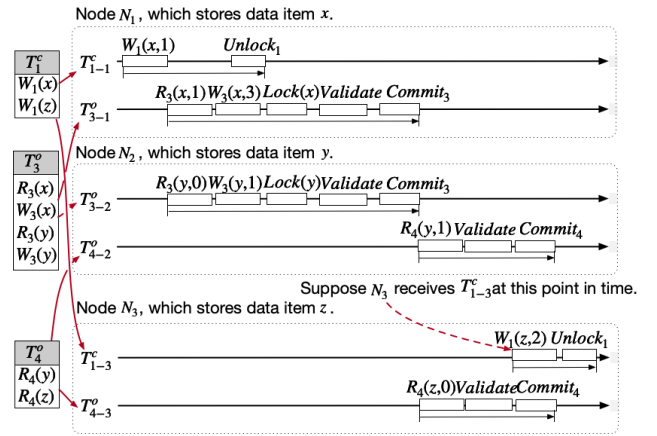 Node N₁, which stores data item x.
W₁(x,1) Unlock₁
T₁ᶜ
W₁(x)
W₁(z)
T₁₋₁ᶜ
R₃(x,1)W₃(x,3)Lock(x)Validate Commit₃
T₃₋₁ᵒ
Node N₂, which stores data item y.
T₃ᵒ
R₃(x)
W₃(x)
R₃(y)
W₃(y)
R₃(y,0)W₃(y,1)Lock(y)Validate Commit₃
T₃₋₂ᵒ
R₄(y,1) Validate Commit₄
T₄₋₂ᵒ
Suppose N₃ receives T₁₋₃ᶜ at this point in time.
Node N₃, which stores data item z.
W₁(z,2) Unlock₁
T₄ᵒ
R₄(y)
R₄(z)
T₁₋₃ᶜ
R₄(z,0)ValidateCommit₄
T₄₋₃ᵒ